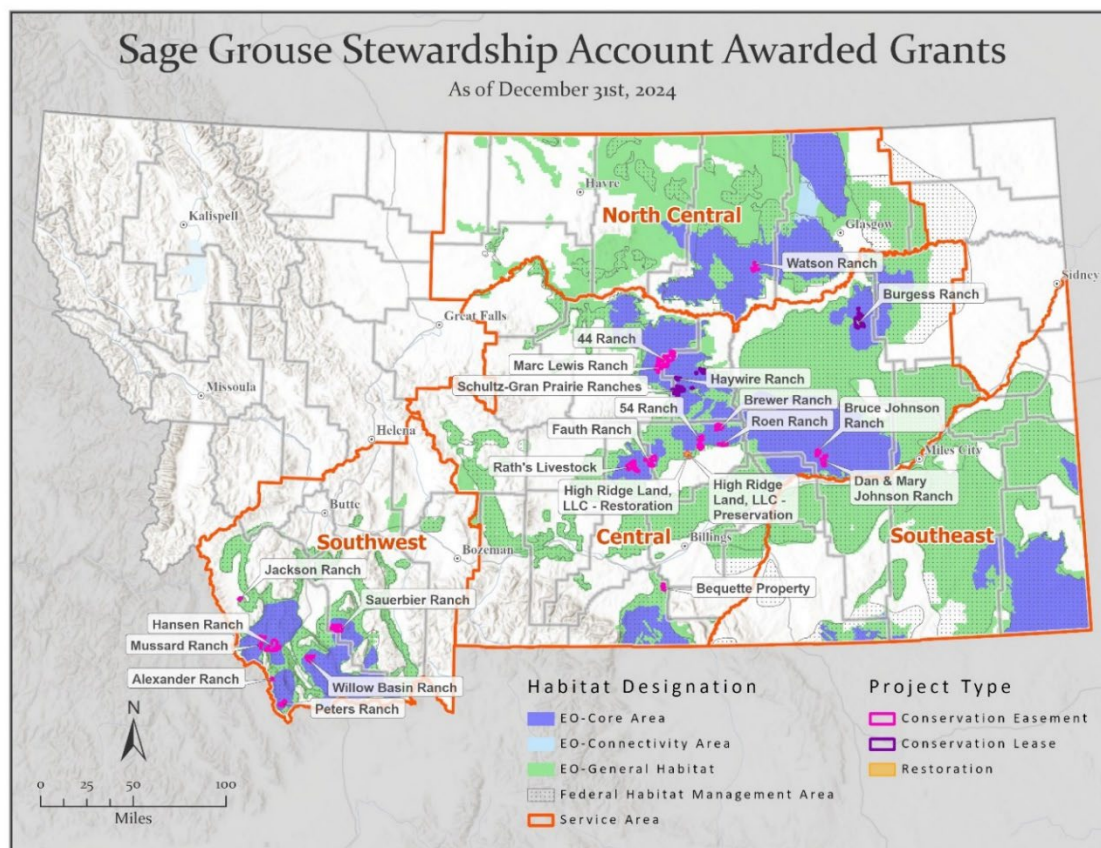 Sage Grouse Stewardship Account Awarded Grants
As of December 31st, 2024
Kalispell
Havre
North Central
Glasgow
Watson Ranch
Sidney
Burgess Ranch
Great Falls
44 Ranch
Marc Lewis Ranch
Haywire Ranch
Schultz-Gran Prairie Ranches
Missoula
Brewer Ranch
Bruce Johnson
Ranch
54 Ranch
Roen Ranch
Fauth Ranch
Helena
Miles City
Rath's Livestock
Dan & Mary
Johnson Ranch
High Ridge Land,
LLC - Restoration
High Ridge
Land, LLC -
Preservation
Butte
Southwest
Central
Billings
Southeast
Bozeman
Jackson Ranch
Sauerbier Ranch
Bequette Property
Hansen Ranch
Mussard Ranch
Alexander Ranch
Willow Basin Ranch
Peters Ranch
N
0 25 50 100
Miles
Habitat Designation
EO-Core Area
EO-Connectivity Area
EO-General Habitat
Federal Habitat Management Area
Service Area
Project Type
Conservation Easement
Conservation Lease
Restoration